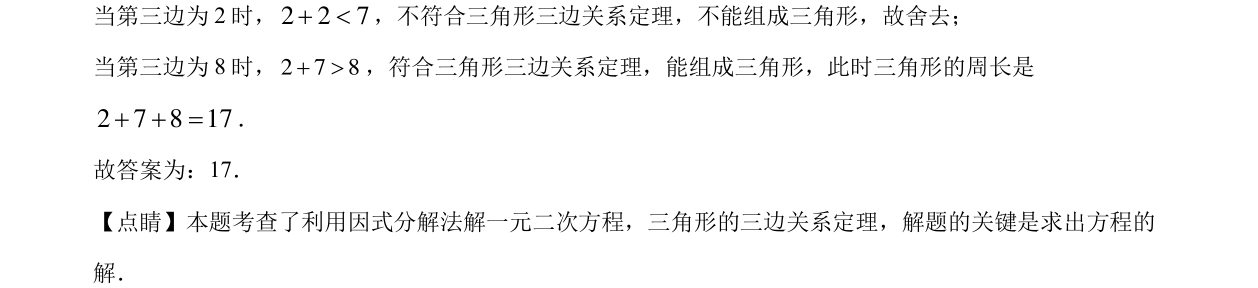 当第三边为 2 时，2+2<7，不符合三角形三边关系定理，不能组成三角形，故舍去；
当第三边为 8 时，2+7>8，符合三角形三边关系定理，能组成三角形，此时三角形的周长是
2+7+8=17．
故答案为：17．
【点睛】本题考查了利用因式分解法解一元二次方程，三角形的三边关系定理，解题的关键是求出方程的
解．